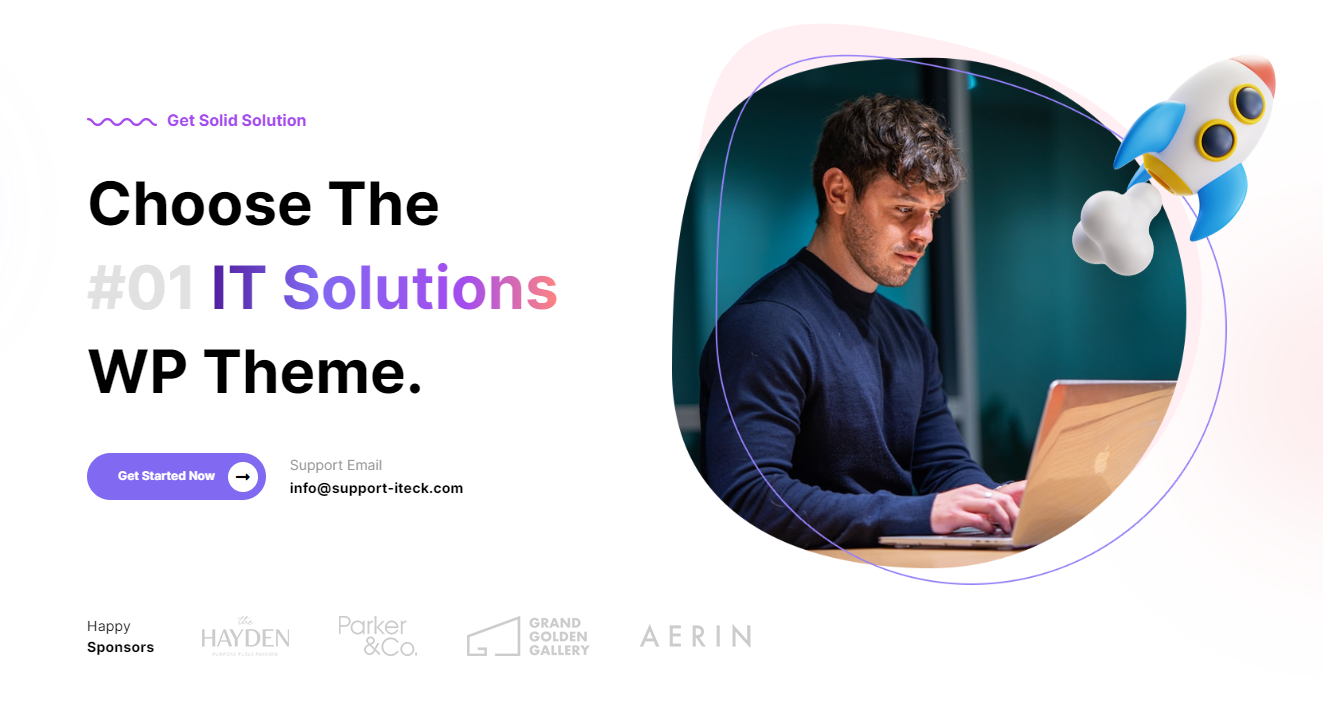 Get Solid Solution
Choose The
#01 IT Solutions
WP Theme.
Get Started Now
Support Email
info@support-iteck.com
Happy
Sponsors
the
HAYDEN
Parker
&Co.
GRAND
GOLDEN
GALLERY
AERIN